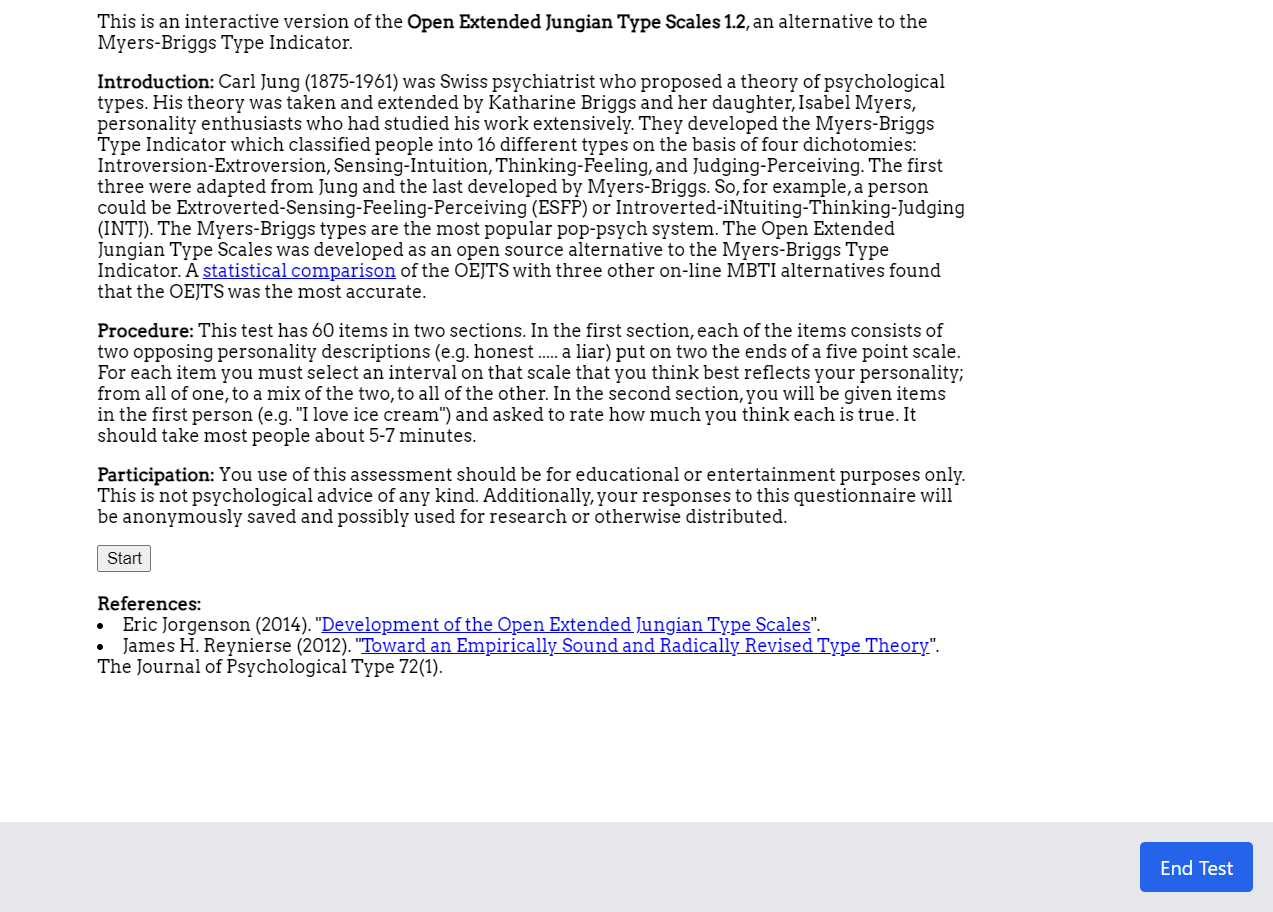 This is an interactive version of the Open Extended Jungian Type Scales 1.2, an alternative to the
Myers-Briggs Type Indicator.
Introduction: Carl Jung (1875-1961) was Swiss psychiatrist who proposed a theory of psychological
types. His theory was taken and extended by Katharine Briggs and her daughter, Isabel Myers,
personality enthusiasts who had studied his work extensively. They developed the Myers-Briggs
Type Indicator which classified people into 16 different types on the basis of four dichotomies:
Introversion-Extroversion, Sensing-Intuition, Thinking-Feeling, and Judging-Perceiving. The first
three were adapted from Jung and the last developed by Myers-Briggs. So, for example, a person
could be Extroverted-Sensing-Feeling-Perceiving (ESFP) or Introverted-iNtuiting-Thinking-Judging
(INTJ). The Myers-Briggs types are the most popular pop-psych system. The Open Extended
Jungian Type Scales was developed as an open source alternative to the Myers-Briggs Type
Indicator. A statistical comparison of the OEJTS with three other on-line MBTI alternatives found
that the OEJTS was the most accurate.
Procedure: This test has 60 items in two sections. In the first section, each of the items consists of
two opposing personality descriptions (e.g. honest ..... a liar) put on two the ends of a five point scale.
For each item you must select an interval on that scale that you think best reflects your personality;
from all of one, to a mix of the two, to all of the other. In the second section, you will be given items
in the first person (e.g. "I love ice cream") and asked to rate how much you think each is true. It
should take most people about 5-7 minutes.
Participation: You use of this assessment should be for educational or entertainment purposes only.
This is not psychological advice of any kind. Additionally, your responses to this questionnaire will
be anonymously saved and possibly used for research or otherwise distributed.
Start
References:
• Eric Jorgenson (2014). "Development of the Open Extended Jungian Type Scales".
• James H. Reynierse (2012). "Toward an Empirically Sound and Radically Revised Type Theory".
The Journal of Psychological Type 72(1).
End Test